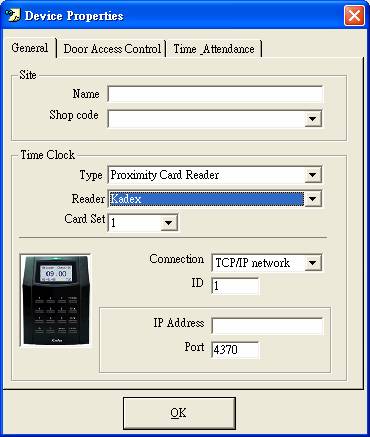 Device Properties
General Door Access Control Time _Attendance
Site
Name
Shop code
Time Clock
Type Proximity Card Reader
Reader Kadex
Card Set 1
Connection TCP/IP network
ID 1
09.00
Kadex
IP Address
Port 4370
OK